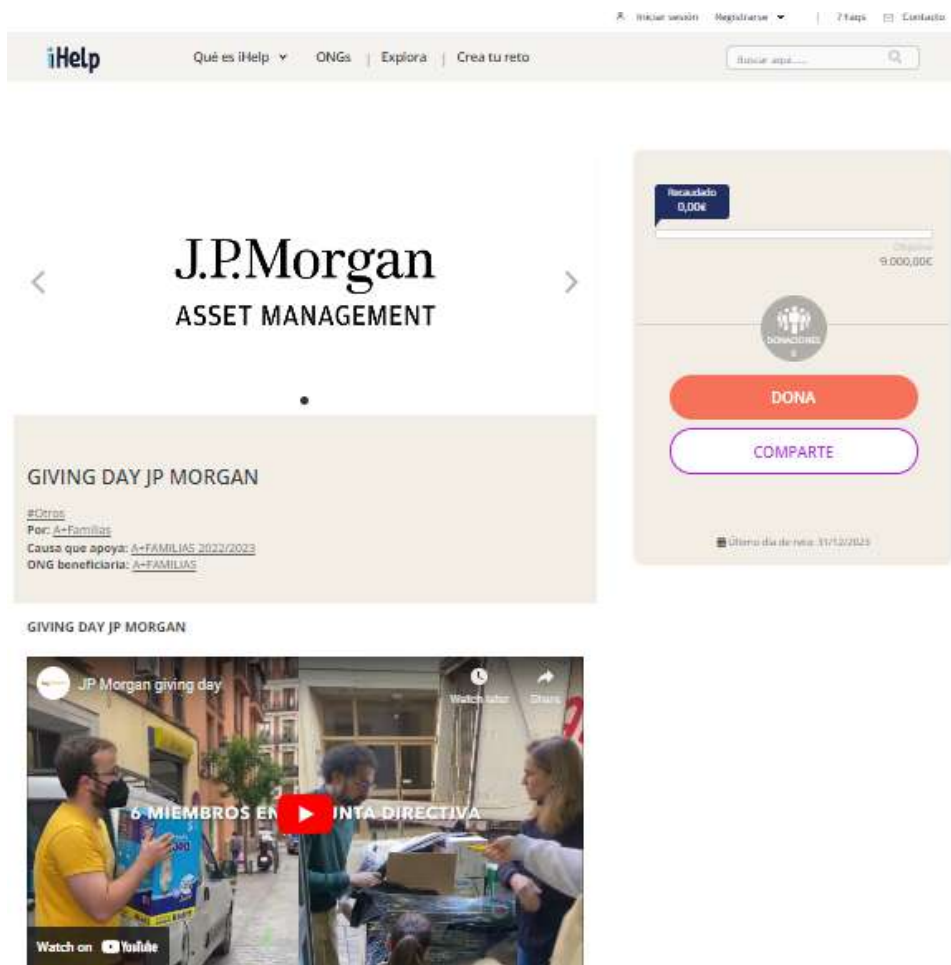 Iniciar sesión Registrarse | ? Faqs Contacto
iHelp Qué es iHelp ONGs | Explora | Crea tu reto Buscar aquí.....
Recaudado
0,00€
Objetivo
9.000,00€
J.P.Morgan
ASSET MANAGEMENT
DONACIONES
0
DONA
COMPARTE
Último día de reto: 31/12/2023
GIVING DAY JP MORGAN
#Otros
Por: A+Familias
Causa que apoya: A+FAMILIAS 2022/2023
ONG beneficiaria: A+FAMILIAS
GIVING DAY JP MORGAN
JP Morgan giving day
Watch later Share
6 MIEMBROS EN JUNTA DIRECTIVA
Watch on YouTube